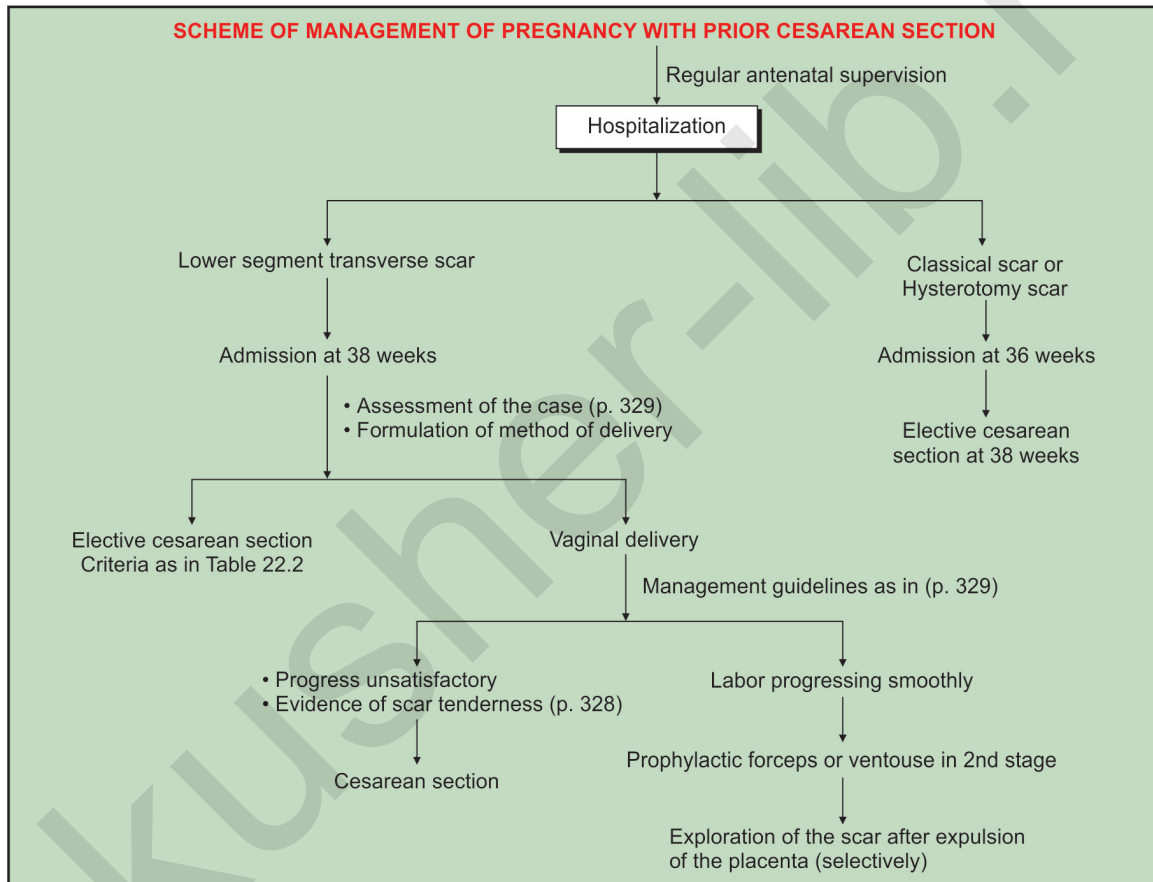 SCHEME OF MANAGEMENT OF PREGNANCY WITH PRIOR CESAREAN SECTION
Regular antenatal supervision
Hospitalization
Lower segment transverse scar
Classical scar or
Hysterotomy scar
Admission at 38 weeks
Admission at 36 weeks
• Assessment of the case (p. 329)
• Formulation of method of delivery
Elective cesarean
section at 38 weeks
Elective cesarean section
Criteria as in Table 22.2
Vaginal delivery
Management guidelines as in (p. 329)
• Progress unsatisfactory
• Evidence of scar tenderness (p. 328)
Labor progressing smoothly
Cesarean section
Prophylactic forceps or ventouse in 2nd stage
Exploration of the scar after expulsion
of the placenta (selectively)
kusher-lib.